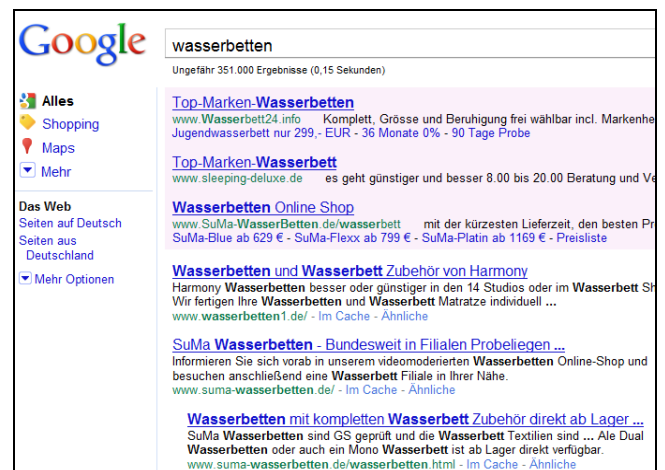 Google
wasserbetten
Ungefähr 351.000 Ergebnisse (0,15 Sekunden)
Alles
Shopping
Maps
Mehr
Das Web
Seiten auf Deutsch
Seiten aus
Deutschland
Mehr Optionen
Top-Marken-Wasserbetten
www.Wasserbett24.info Komplett, Grösse und Beruhigung frei wählbar incl. Markenhe
Jugendwasserbett nur 299,- EUR - 36 Monate 0% - 90 Tage Probe
Top-Marken-Wasserbett
www.sleeping-deluxe.de es geht günstiger und besser 8.00 bis 20.00 Beratung und Ve
Wasserbetten Online Shop
www.SuMa-WasserBetten.de/wasserbett mit der kürzesten Lieferzeit, den besten Pr
SuMa-Blue ab 629 € - SuMa-Flexx ab 799 € - SuMa-Platin ab 1169 € - Preisliste
Wasserbetten und Wasserbett Zubehör von Harmony
Harmony Wasserbetten besser oder günstiger in den 14 Studios oder im Wasserbett Sh
Wir fertigen Ihre Wasserbetten und Wasserbett Matratze individuell ...
www.wasserbetten1.de/ - Im Cache - Ähnliche
SuMa Wasserbetten - Bundesweit in Filialen Probeliegen ...
Informieren Sie sich vorab in unserem videomoderierten Wasserbetten Online-Shop und
besuchen anschließend eine Wasserbett Filiale in Ihrer Nähe.
www.suma-wasserbetten.de/ - Im Cache - Ähnliche
Wasserbetten mit kompletten Wasserbett Zubehör direkt ab Lager ...
SuMa Wasserbetten sind GS geprüft und die Wasserbett Textilien sind ... Ale Dual
Wasserbetten oder auch ein Mono Wasserbett ist ab Lager direkt verfügbar.
www.suma-wasserbetten.de/wasserbetten.html - Im Cache - Ähnliche